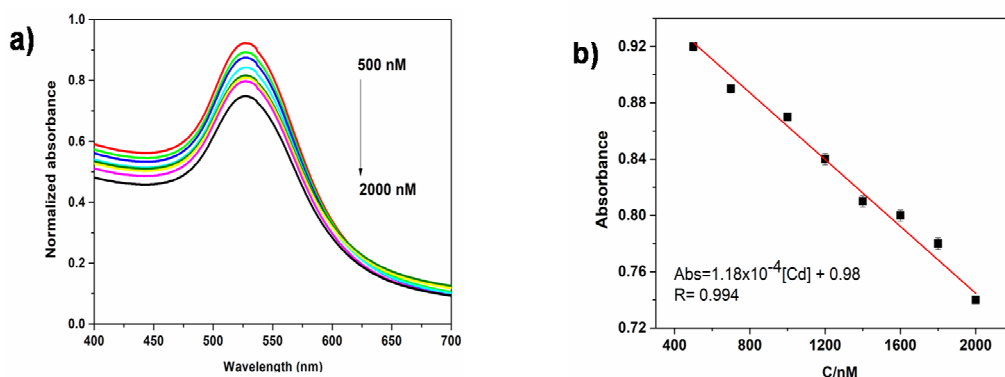 a)
Normalized absorbance
1.0
0.8
0.6
0.4
0.2
0.0
500 nM
2000 nM
400 450 500 550 600 650 700
Wavelength (nm)
b)
Absorbance
0.92
0.88
0.84
0.80
0.76
0.72
Abs=1.18x10⁻⁴[Cd] + 0.98
R= 0.994
400 800 1200 1600 2000
C/nM